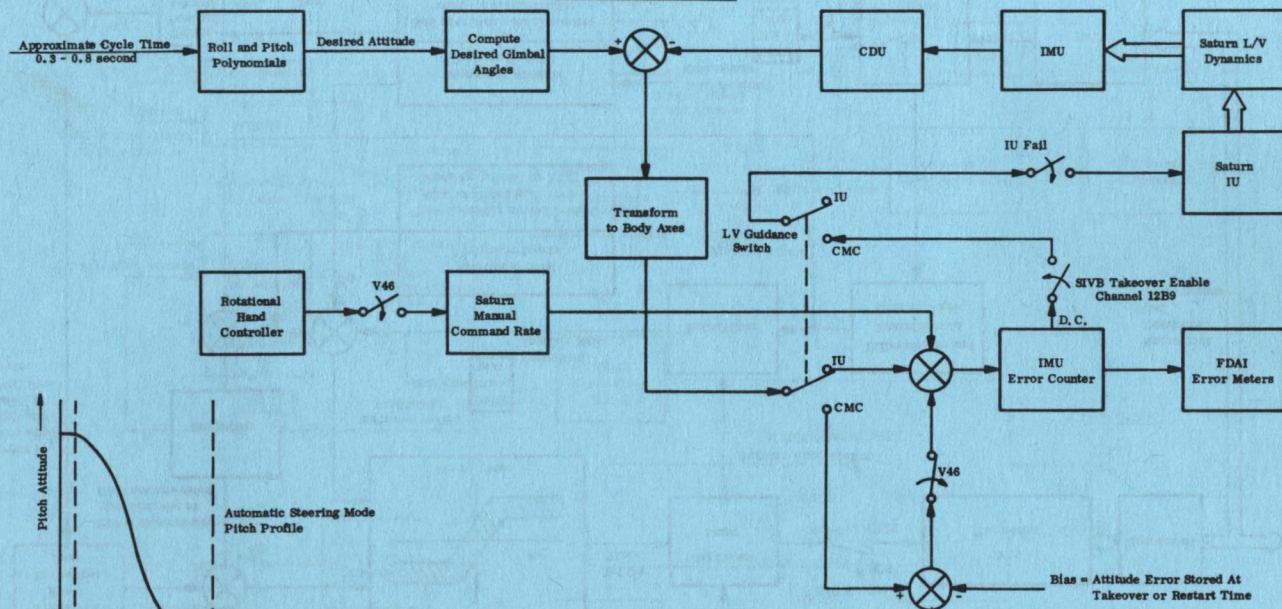 Approximate Cycle Time
0.3 - 0.8 second
Roll and Pitch
Polynomials
Desired Attitude
Compute
Desired Gimbal
Angles
+
-
CDU
IMU
Saturn L/V
Dynamics
IU Fail
Saturn
IU
Transform
to Body Axes
IU
LV Guidance
Switch
CMC
SIVB Takeover Enable
Channel 12B9
D.C.
Rotational
Hand
Controller
V46
Saturn
Manual
Command Rate
IU
CMC
IMU
Error Counter
FDAI
Error Meters
V46
Pitch Attitude
Automatic Steering Mode
Pitch Profile
+
-
Bias = Attitude Error Stored At
Takeover or Restart Time